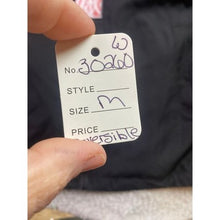 W
No. 30260
STYLE
SIZE M
PRICE
Reversible